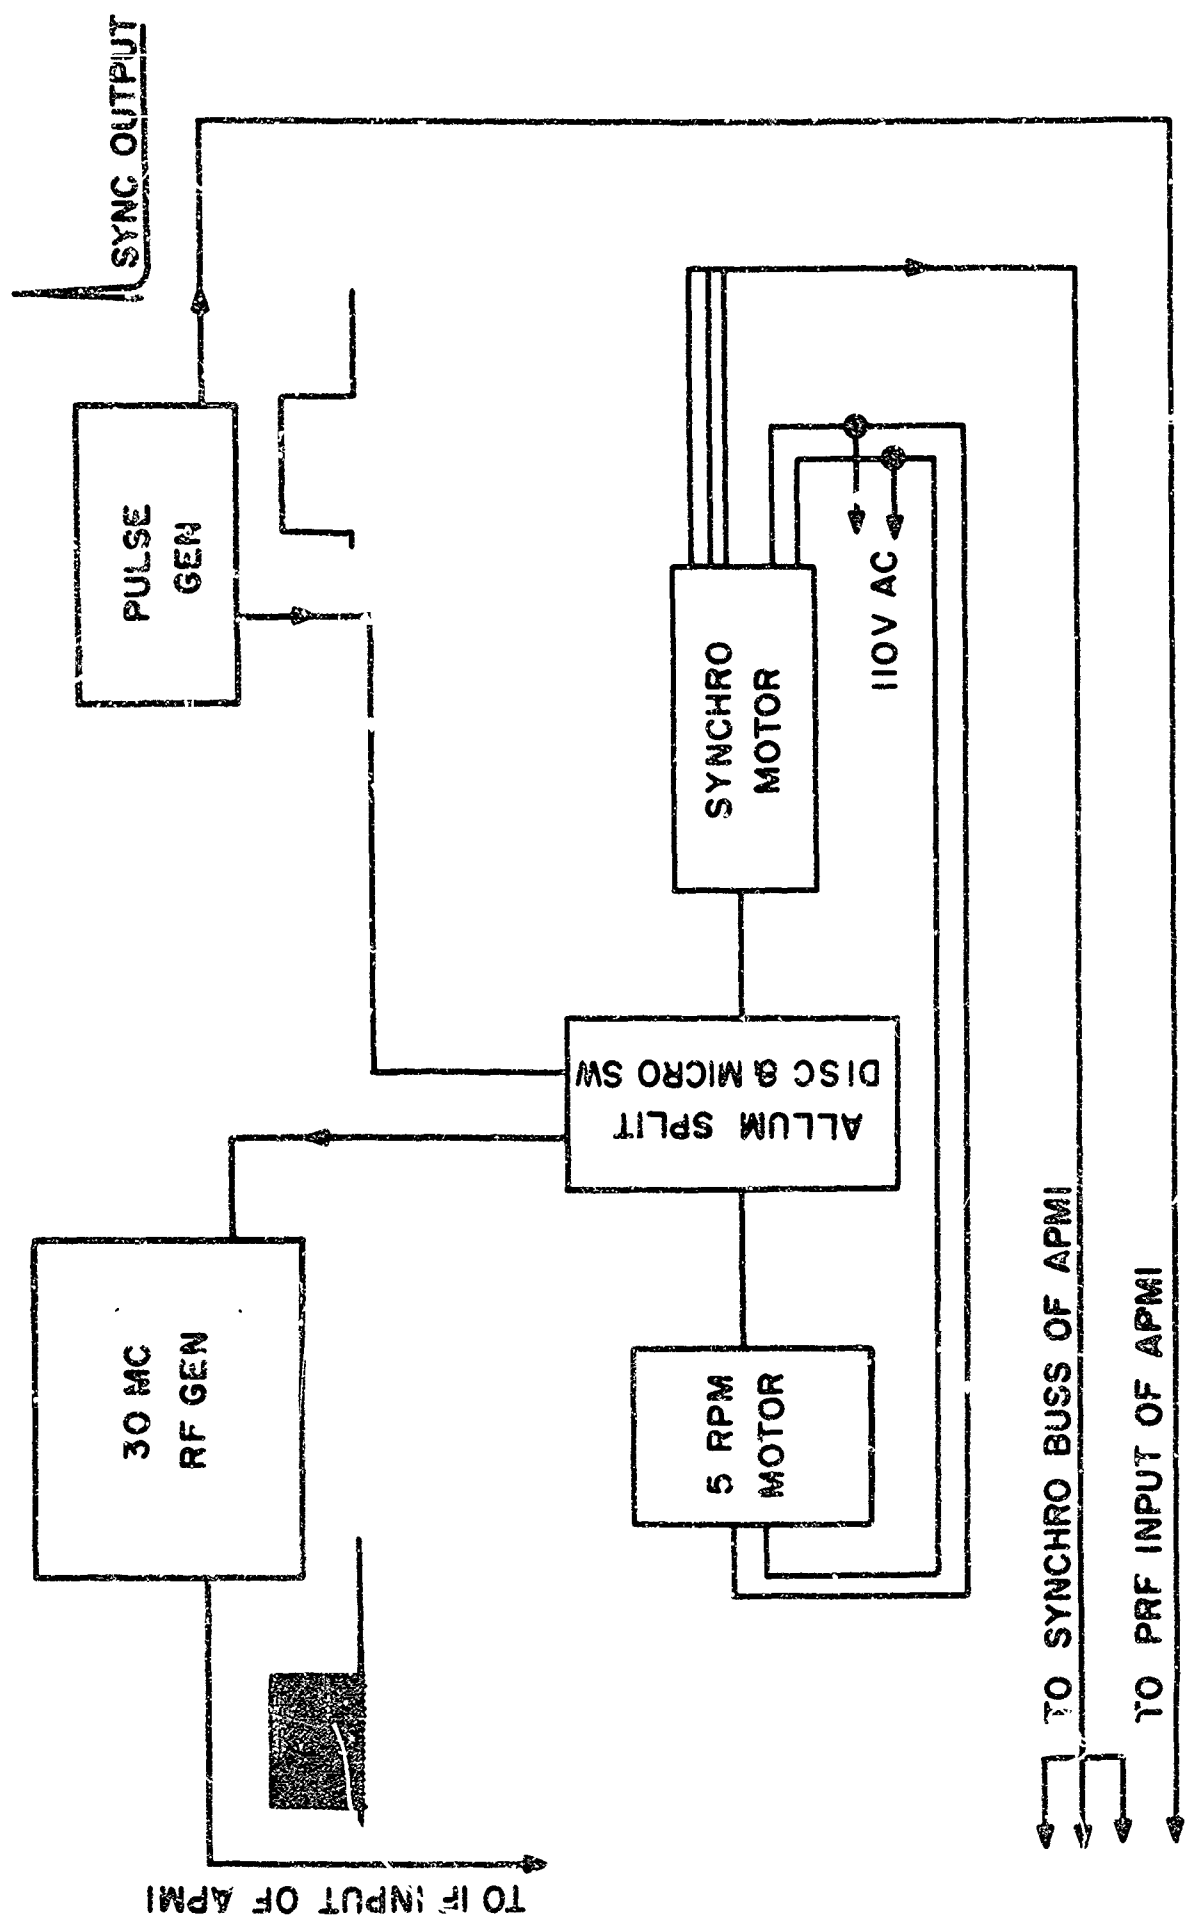 SYNC OUTPUT
PULSE
GEN
30 MC
RF GEN
TO IF INPUT OF APMI
ALLUM SPLIT
DISC & MICRO SW
SYNCHRO
MOTOR
5 RPM
MOTOR
110V AC
TO SYNCHRO BUSS OF APMI
TO PRF INPUT OF APMI